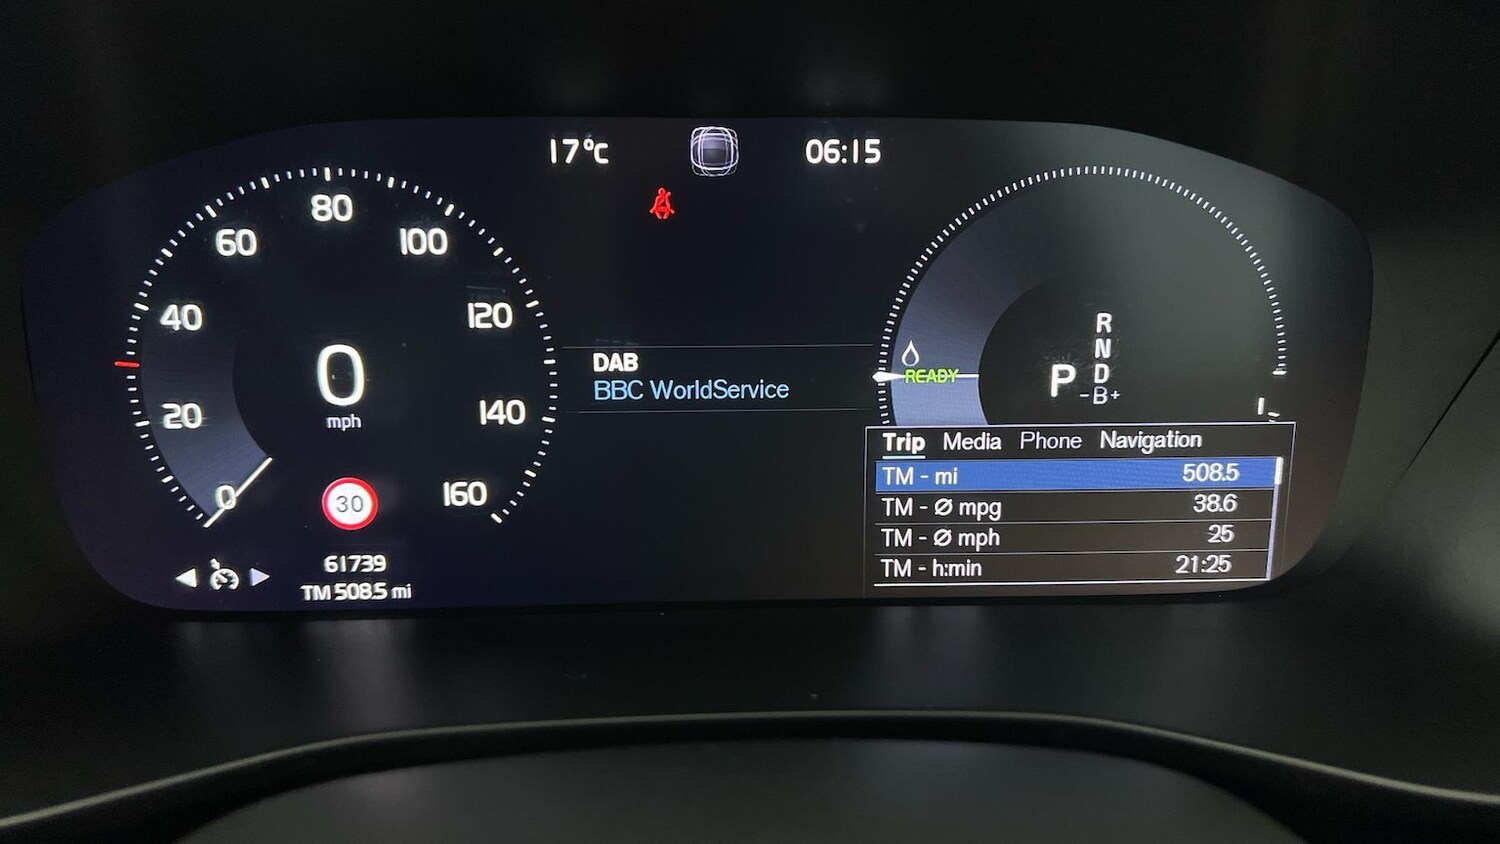 17°C
06:15
80
60
100
40
120
20
140
0
160
0
mph
30
61739
TM 508.5 mi
DAB
BBC WorldService
READY
R
N
D
P
-B+
Trip Media Phone Navigation
TM - mi 508.5
TM - Ø mpg 38.6
TM - Ø mph 25
TM - h:min 21:25